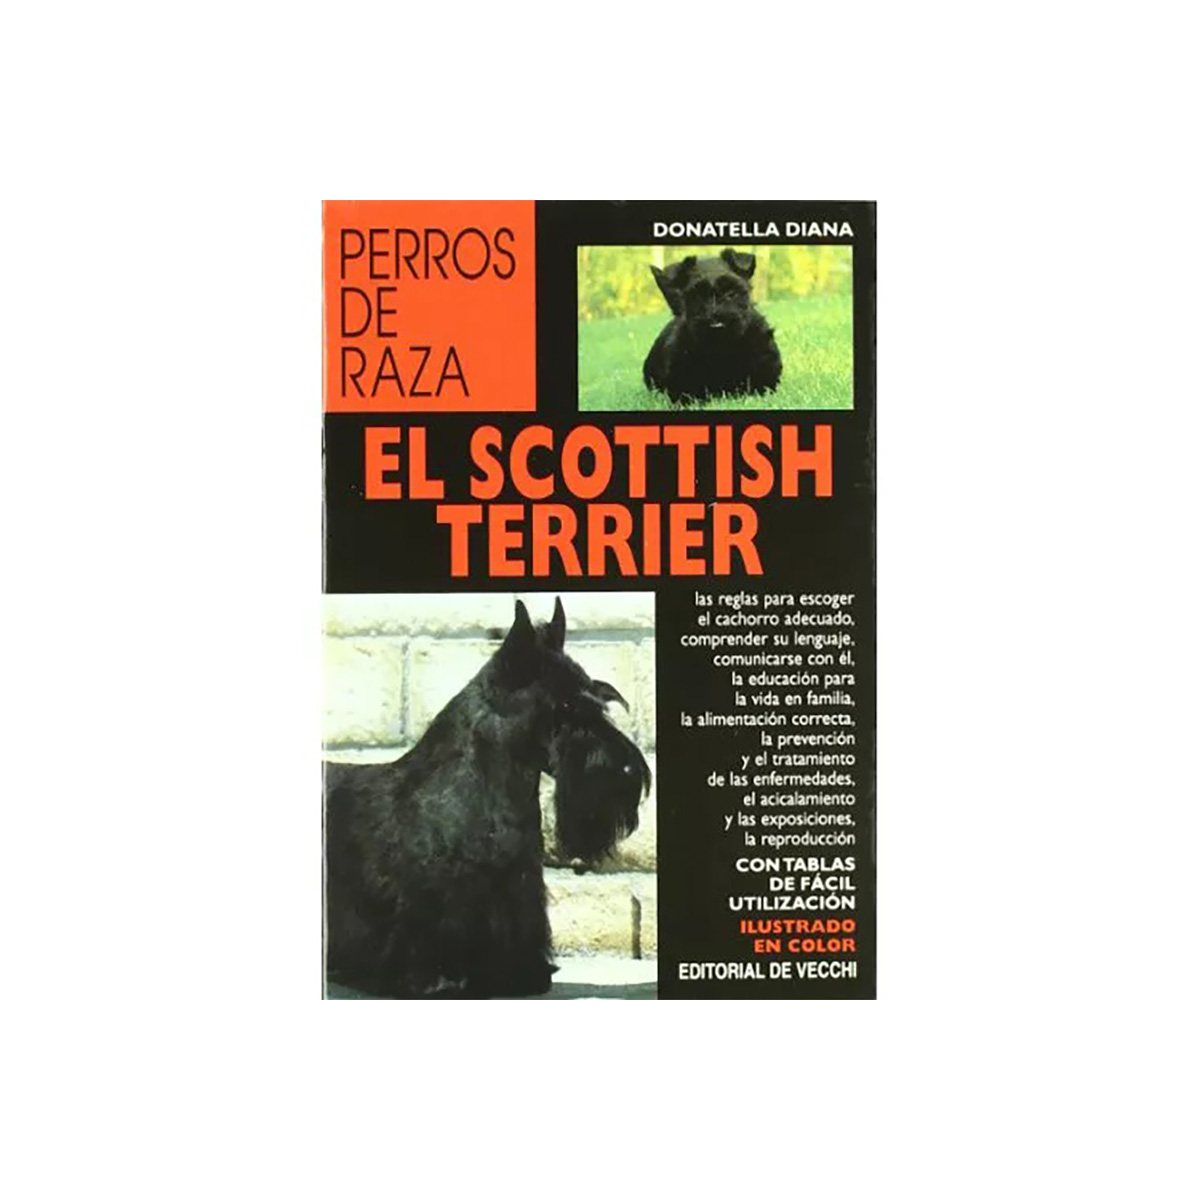 PERROS
DE
RAZA
DONATELLA DIANA
EL SCOTTISH
TERRIER
las reglas para escoger
el cachorro adecuado,
comprender su lenguaje,
comunicarse con él,
la educación para
la vida en familia,
la alimentación correcta,
la prevención
y el tratamiento
de las enfermedades,
el acicalamiento
y las exposiciones,
la reproducción
CON TABLAS
DE FÁCIL
UTILIZACIÓN
ILUSTRADO
EN COLOR
EDITORIAL DE VECCHI